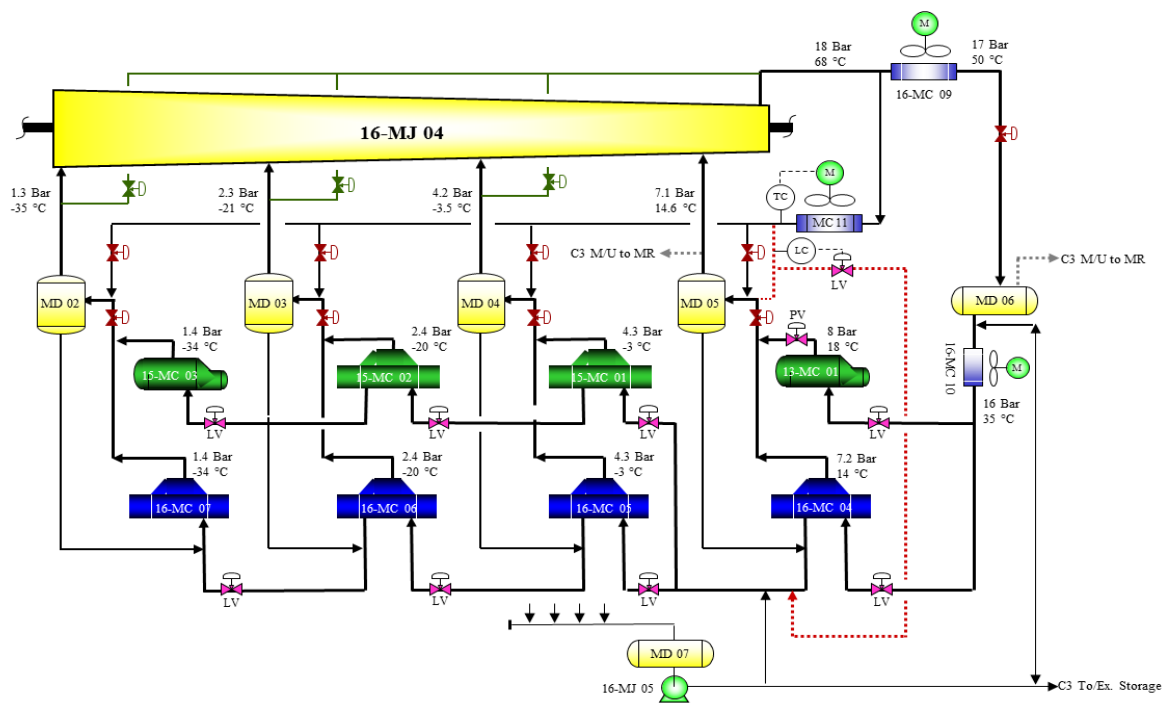 M
18 Bar
68 °C
17 Bar
50 °C
16-MC 09
16-MJ 04
1.3 Bar
-35 °C
2.3 Bar
-21 °C
4.2 Bar
-3.5 °C
7.1 Bar
14.6 °C
M
TC
MC 11
C3 M/U to MR
LC
LV
C3 M/U to MR
MD 02
MD 03
MD 04
MD 05
MD 06
1.4 Bar
-34 °C
2.4 Bar
-20 °C
4.3 Bar
-3 °C
PV
8 Bar
18 °C
16-MC 10
M
15-MC 03
15-MC 02
15-MC 01
13-MC 01
16 Bar
35 °C
LV
LV
LV
LV
1.4 Bar
-34 °C
2.4 Bar
-20 °C
4.3 Bar
-3 °C
7.2 Bar
14 °C
16-MC 07
16-MC 06
16-MC 05
16-MC 04
LV
LV
LV
LV
MD 07
16-MJ 05
C3 To/Ex. Storage